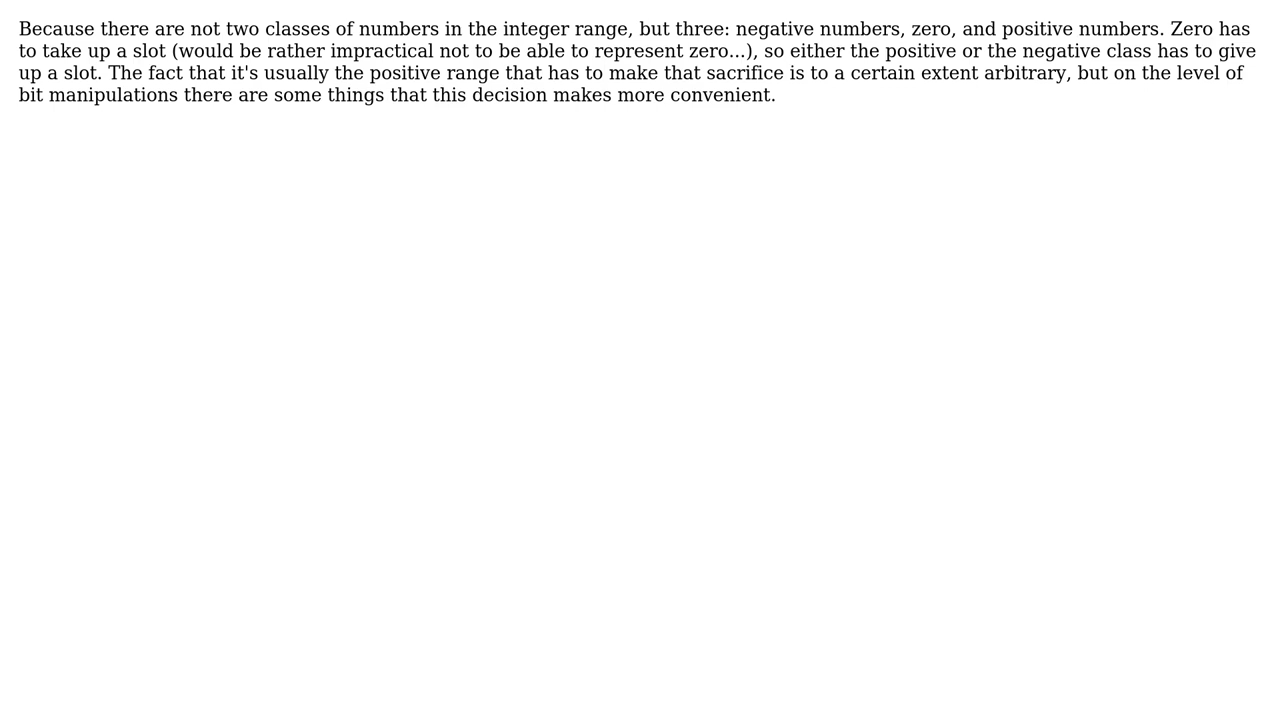 Because there are not two classes of numbers in the integer range, but three: negative numbers, zero, and positive numbers. Zero has
to take up a slot (would be rather impractical not to be able to represent zero...), so either the positive or the negative class has to give
up a slot. The fact that it's usually the positive range that has to make that sacrifice is to a certain extent arbitrary, but on the level of
bit manipulations there are some things that this decision makes more convenient.